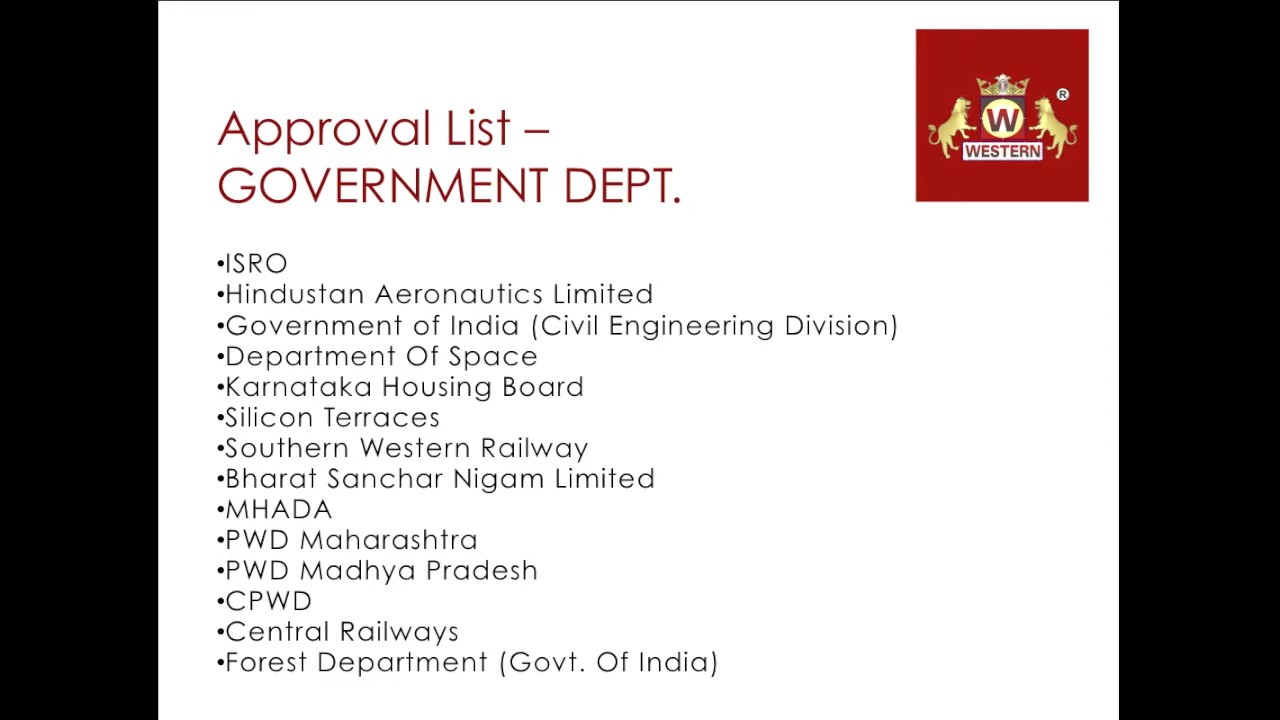 Approval List –
GOVERNMENT DEPT.
W
®
WESTERN
•ISRO
•Hindustan Aeronautics Limited
•Government of India (Civil Engineering Division)
•Department Of Space
•Karnataka Housing Board
•Silicon Terraces
•Southern Western Railway
•Bharat Sanchar Nigam Limited
•MHADA
•PWD Maharashtra
•PWD Madhya Pradesh
•CPWD
•Central Railways
•Forest Department (Govt. Of India)